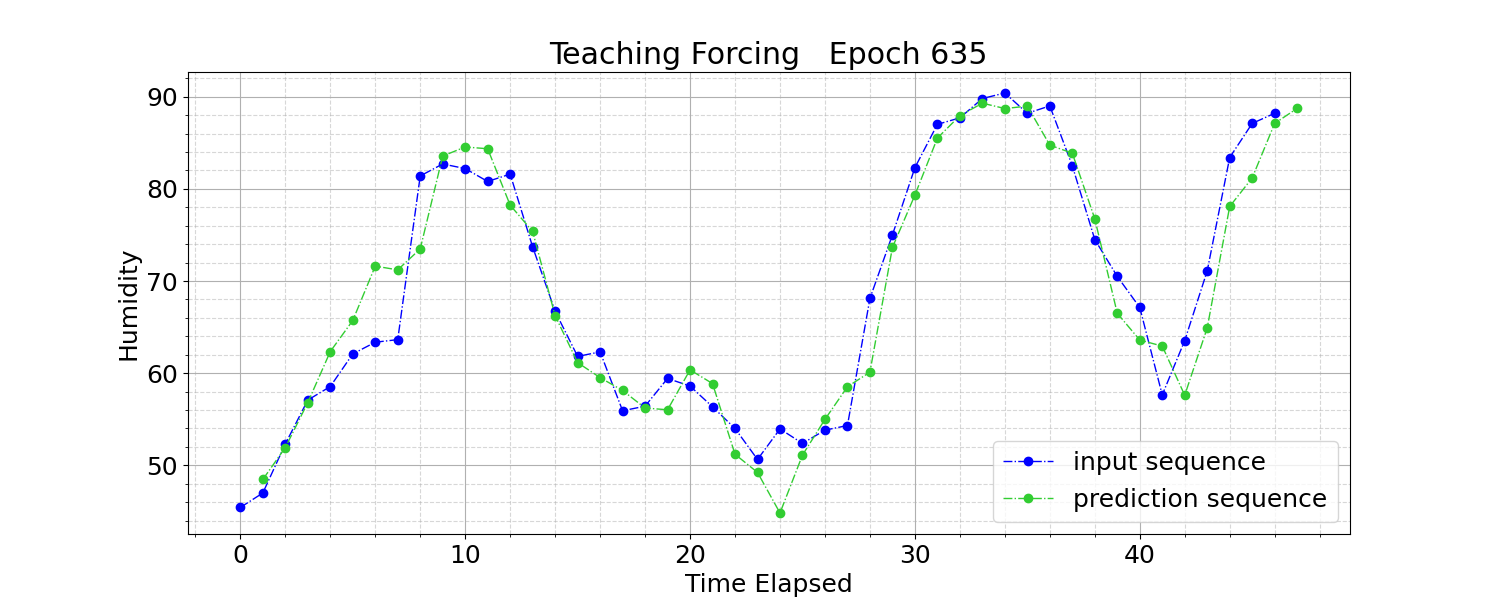 Teaching Forcing   Epoch 635
90
80
70
60
50
Humidity
0 10 20 30 40
Time Elapsed
input sequence
prediction sequence